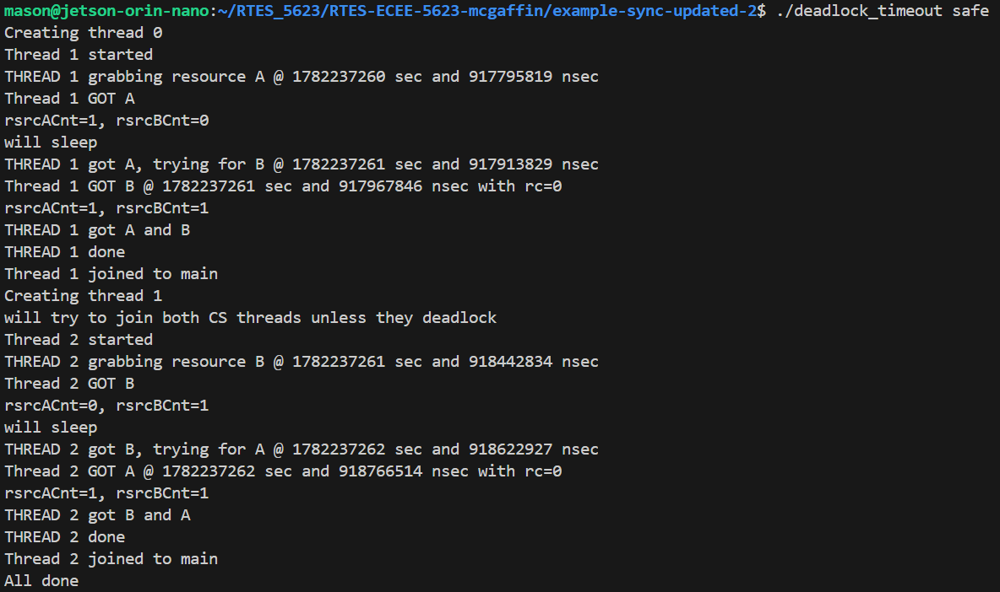 mason@jetson-orin-nano:~/RTES_5623/RTES-ECEE-5623-mcgaffin/example-sync-updated-2$ ./deadlock_timeout safe
Creating thread 0
Thread 1 started
THREAD 1 grabbing resource A @ 1782237260 sec and 917795819 nsec
Thread 1 GOT A
rsrcACnt=1, rsrcBCnt=0
will sleep
THREAD 1 got A, trying for B @ 1782237261 sec and 917913829 nsec
Thread 1 GOT B @ 1782237261 sec and 917967846 nsec with rc=0
rsrcACnt=1, rsrcBCnt=1
THREAD 1 got A and B
THREAD 1 done
Thread 1 joined to main
Creating thread 1
will try to join both CS threads unless they deadlock
Thread 2 started
THREAD 2 grabbing resource B @ 1782237261 sec and 918442834 nsec
Thread 2 GOT B
rsrcACnt=0, rsrcBCnt=1
will sleep
THREAD 2 got B, trying for A @ 1782237262 sec and 918622927 nsec
Thread 2 GOT A @ 1782237262 sec and 918766514 nsec with rc=0
rsrcACnt=1, rsrcBCnt=1
THREAD 2 got B and A
THREAD 2 done
Thread 2 joined to main
All done